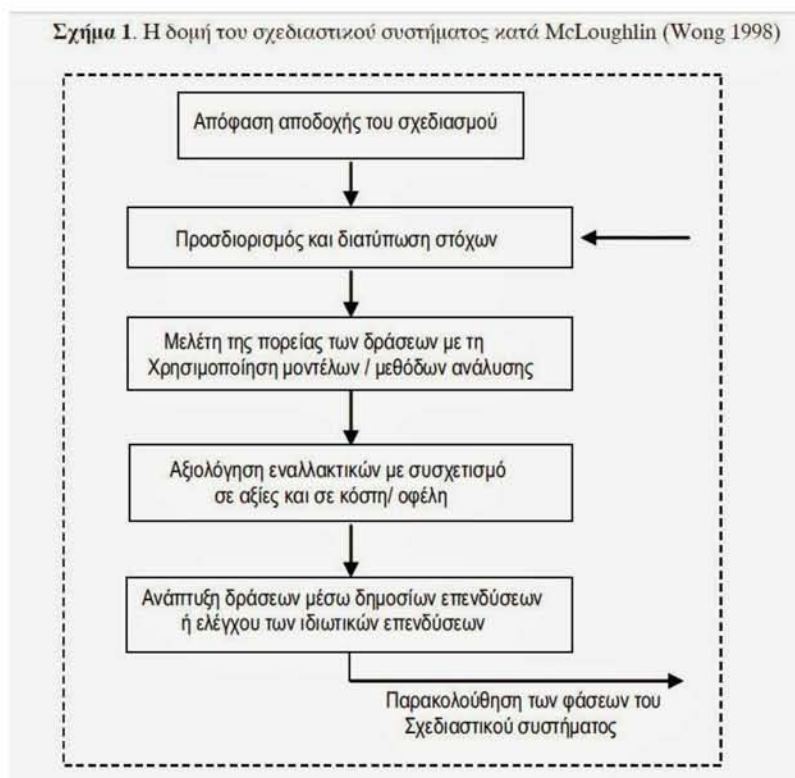 Σχήμα 1. Η δομή του σχεδιαστικού συστήματος κατά McLoughlin (Wong 1998)
Απόφαση αποδοχής του σχεδιασμού
Προσδιορισμός και διατύπωση στόχων
Μελέτη της πορείας των δράσεων με τη
Χρησιμοποίηση μοντέλων / μεθόδων ανάλυσης
Αξιολόγηση εναλλακτικών με συσχετισμό
σε αξίες και σε κόστη/ οφέλη
Ανάπτυξη δράσεων μέσω δημοσίων επενδύσεων
ή ελέγχου των ιδιωτικών επενδύσεων
Παρακολούθηση των φάσεων του
Σχεδιαστικού συστήματος